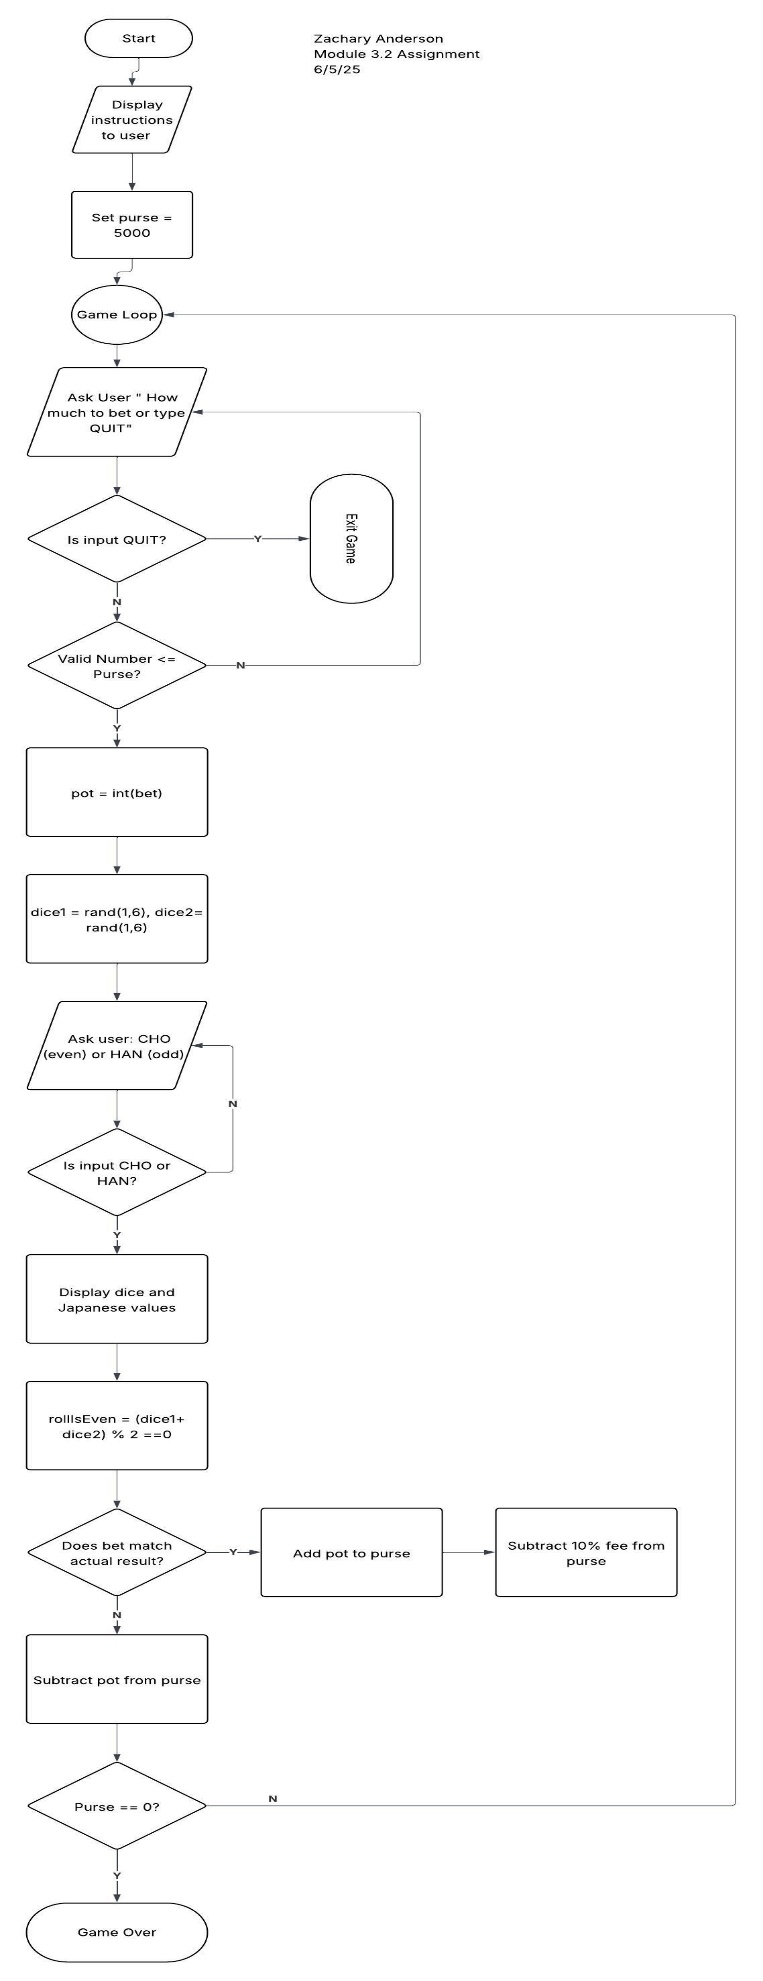 Start
Zachary Anderson
Module 3.2 Assignment
6/5/25
Display
instructions
to user
Set purse =
5000
Game Loop
Ask User " How
much to bet or type
QUIT"
Is input QUIT?
Y
Exit Game
N
Valid Number <=
Purse?
N
Y
pot = int(bet)
dice1 = rand(1,6), dice2=
rand(1,6)
Ask user: CHO
(even) or HAN (odd)
N
Is input CHO or
HAN?
Y
Display dice and
Japanese values
rollIsEven = (dice1+
dice2) % 2 ==0
Does bet match
actual result?
Y
Add pot to purse
Subtract 10% fee from
purse
N
Subtract pot from purse
Purse == 0?
N
Y
Game Over